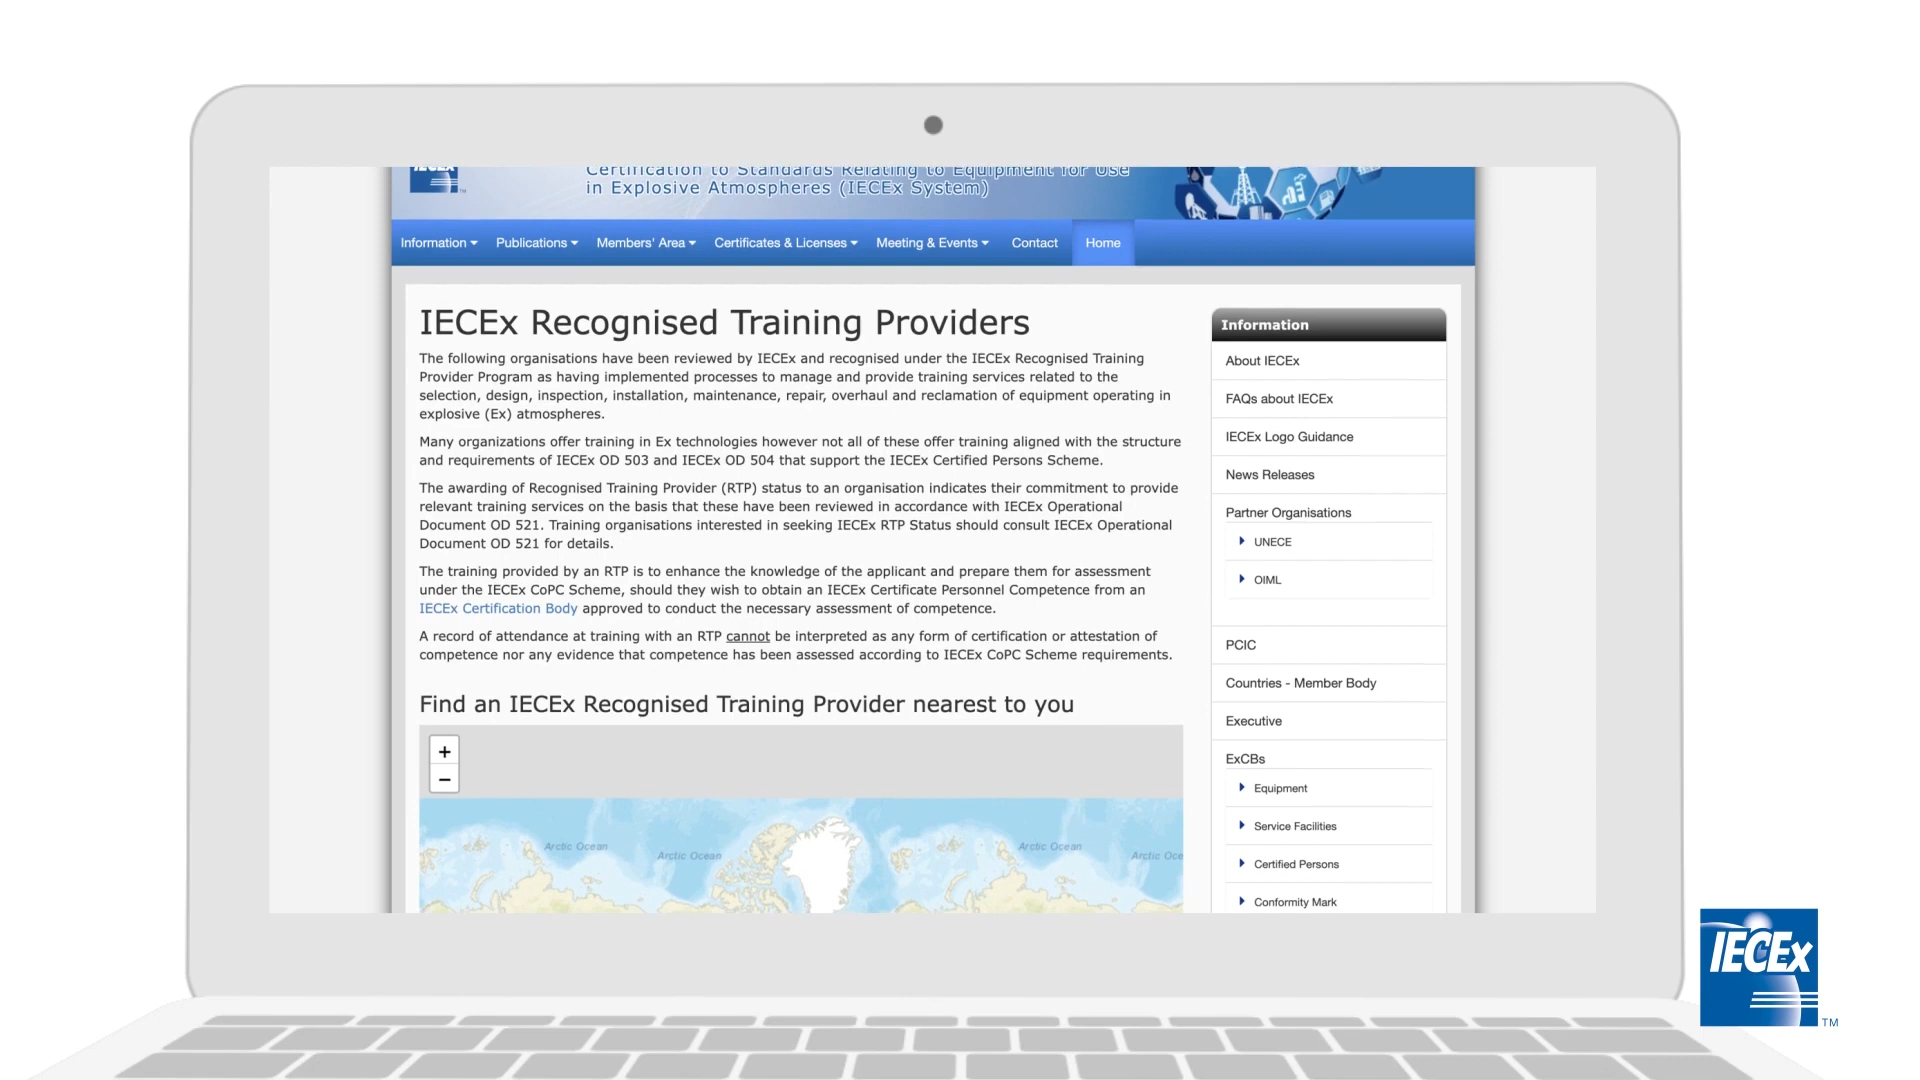 IECEx
TM
Certification to Standards Relating to Equipment for Use
in Explosive Atmospheres (IECEx System)
Information
Publications
Members' Area
Certificates & Licenses
Meeting & Events
Contact
Home
IECEx Recognised Training Providers
The following organisations have been reviewed by IECEx and recognised under the IECEx Recognised Training
Provider Program as having implemented processes to manage and provide training services related to the
selection, design, inspection, installation, maintenance, repair, overhaul and reclamation of equipment operating in
explosive (Ex) atmospheres.
Many organizations offer training in Ex technologies however not all of these offer training aligned with the structure
and requirements of IECEx OD 503 and IECEx OD 504 that support the IECEx Certified Persons Scheme.
The awarding of Recognised Training Provider (RTP) status to an organisation indicates their commitment to provide
relevant training services on the basis that these have been reviewed in accordance with IECEx Operational
Document OD 521. Training organisations interested in seeking IECEx RTP Status should consult IECEx Operational
Document OD 521 for details.
The training provided by an RTP is to enhance the knowledge of the applicant and prepare them for assessment
under the IECEx CoPC Scheme, should they wish to obtain an IECEx Certificate Personnel Competence from an
IECEx Certification Body approved to conduct the necessary assessment of competence.
A record of attendance at training with an RTP cannot be interpreted as any form of certification or attestation of
competence nor any evidence that competence has been assessed according to IECEx CoPC Scheme requirements.
Find an IECEx Recognised Training Provider nearest to you
+
−
Arctic Ocean
Arctic Ocean
Arctic Ocean
Arctic Oce
Information
About IECEx
FAQs about IECEx
IECEx Logo Guidance
News Releases
Partner Organisations
UNECE
OIML
PCIC
Countries - Member Body
Executive
ExCBs
Equipment
Service Facilities
Certified Persons
Conformity Mark
IECEx
TM